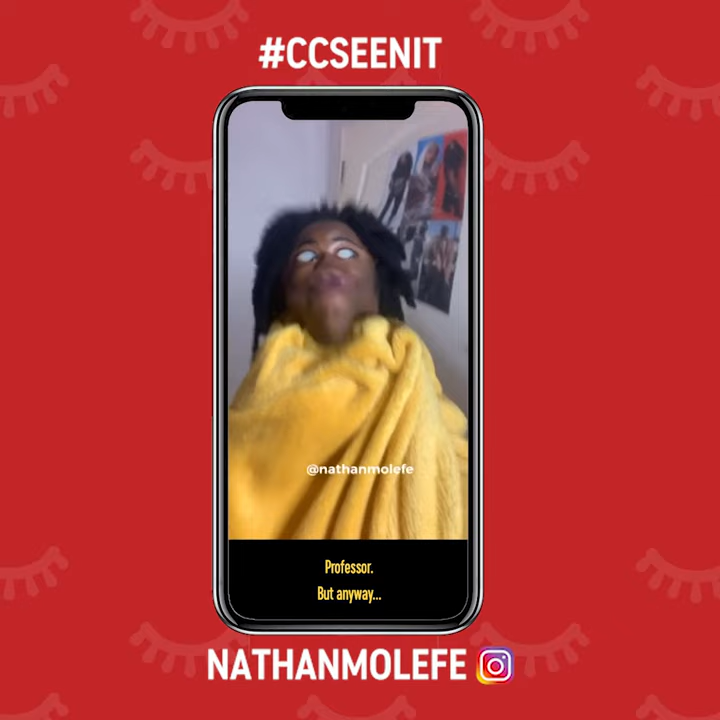 #CCSEENIT
@nathanmolefe
Professor.
But anyway...
NATHANMOLEFE